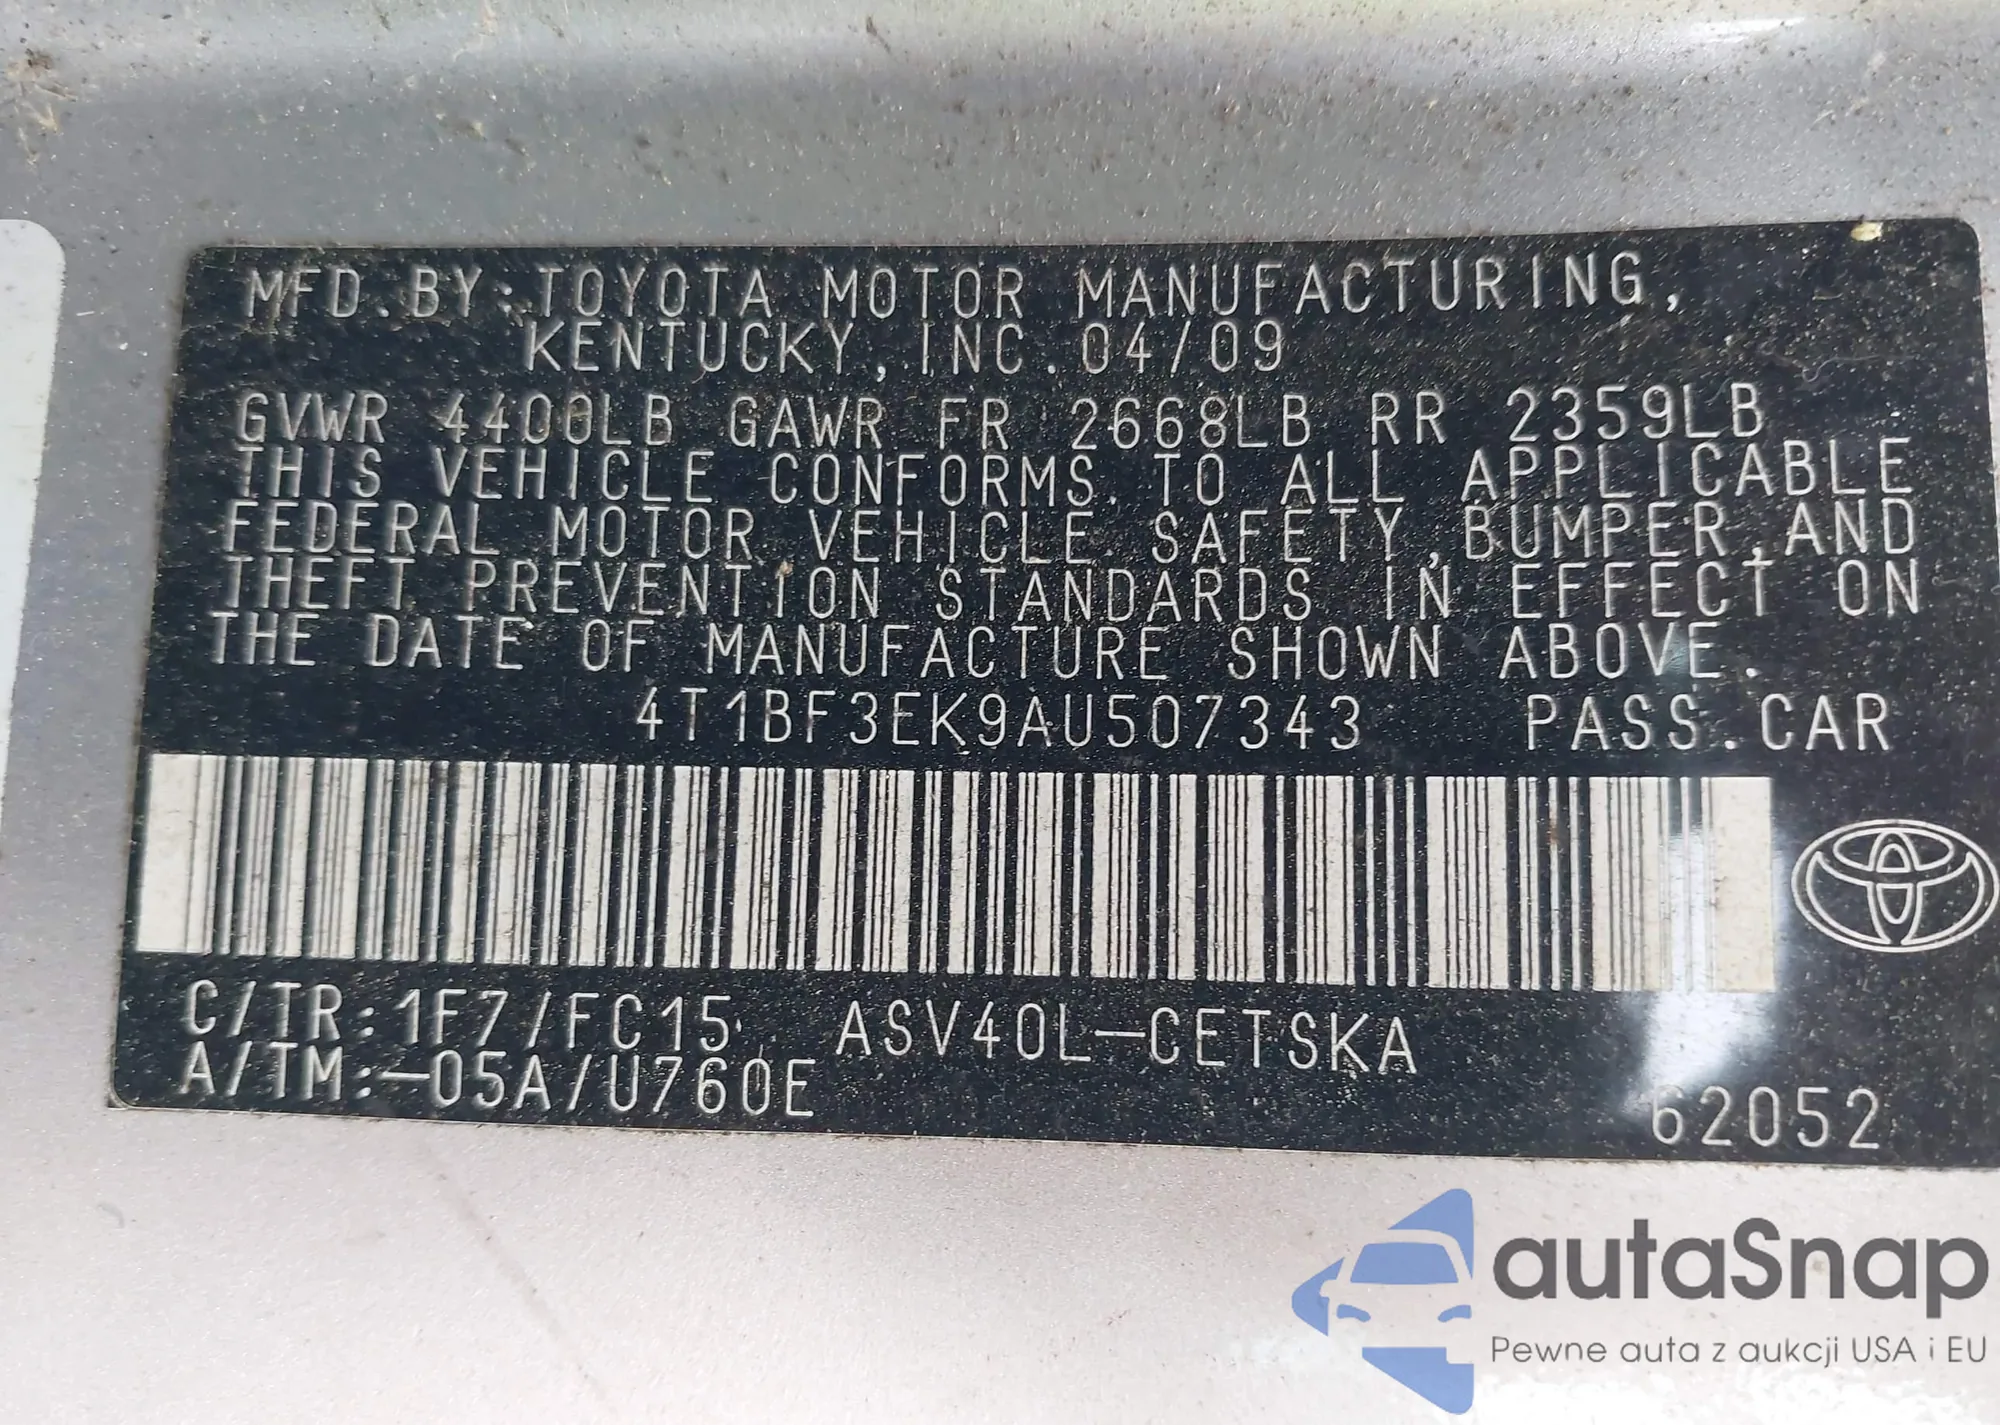 MFD.BY:TOYOTA MOTOR MANUFACTURING,
KENTUCKY, INC. 04/09
GVWR 4400LB GAWR FR 2668LB RR 2359LB
THIS VEHICLE CONFORMS TO ALL APPLICABLE
FEDERAL MOTOR VEHICLE SAFETY, BUMPER, AND
THEFT PREVENTION STANDARDS IN EFFECT ON
THE DATE OF MANUFACTURE SHOWN ABOVE.
4T1BF3EK9AU507343 PASS.CAR
C/TR:1F7/FC15 ASV40L-CETSKA
A/TM:-05A/U760E
62052
autaSnap
Pewne auta z aukcji USA i EU